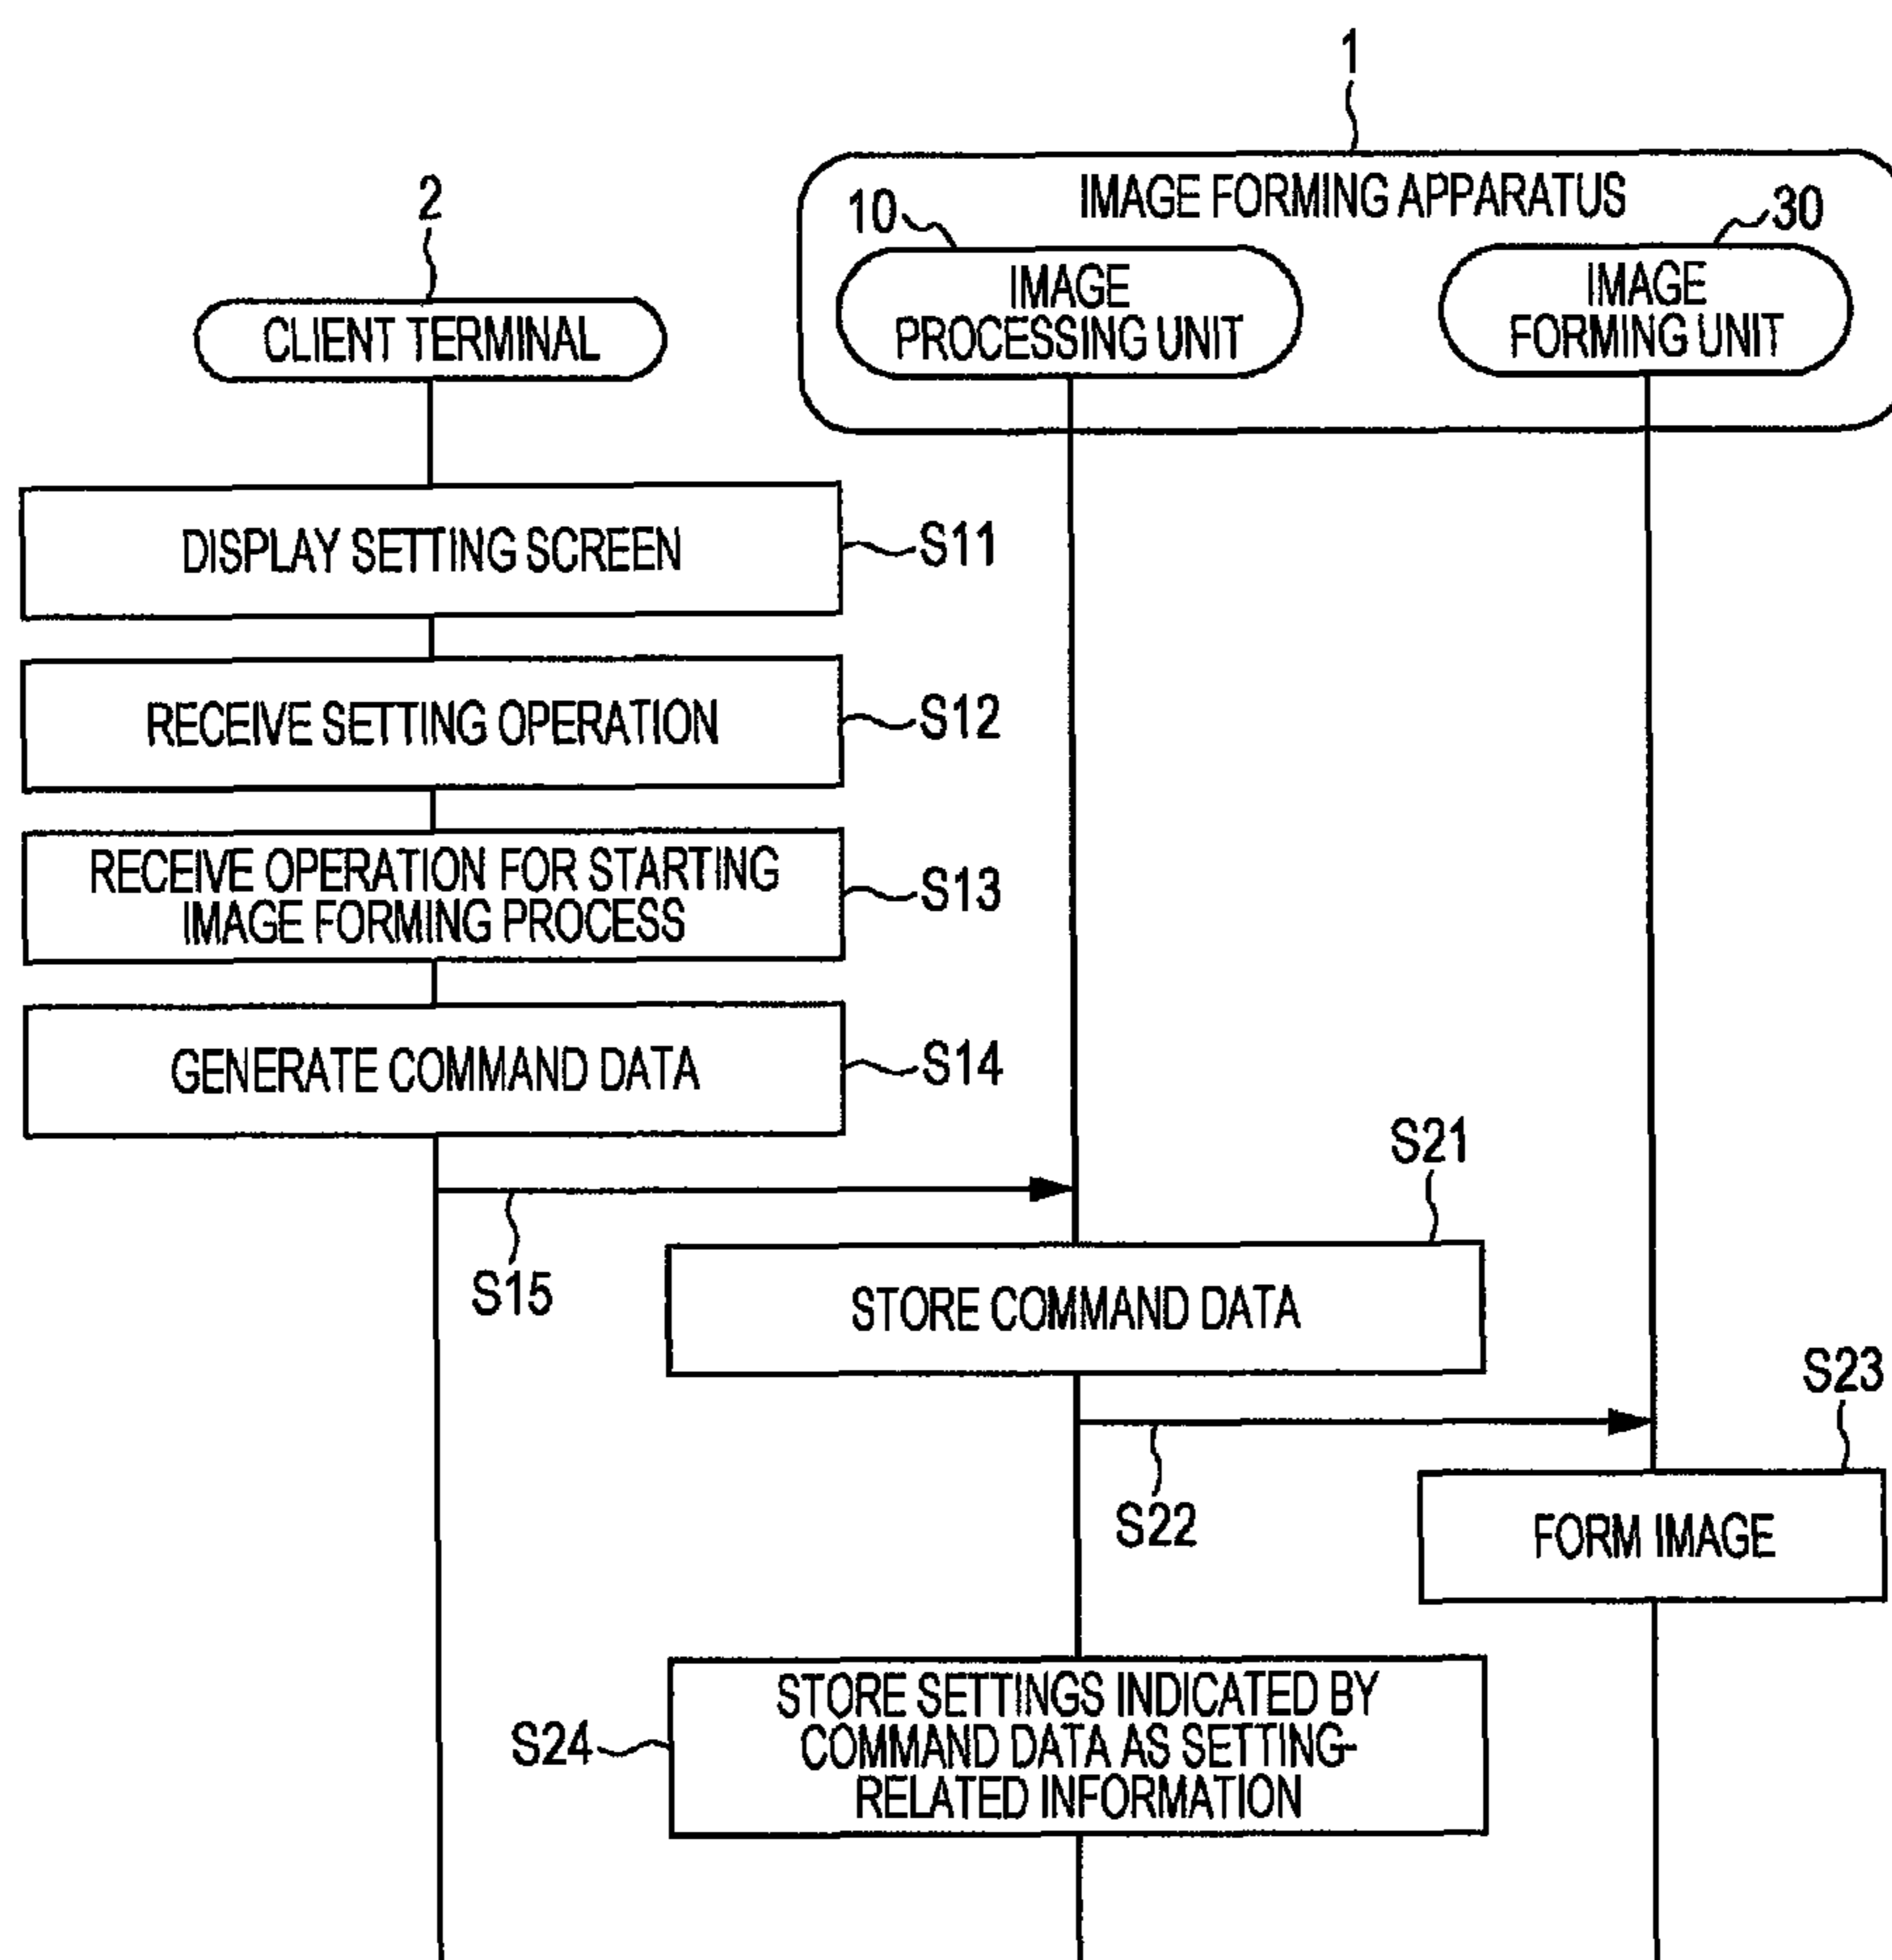 1
IMAGE FORMING APPARATUS
2
10
30
CLIENT TERMINAL
IMAGE
PROCESSING UNIT
IMAGE
FORMING UNIT
DISPLAY SETTING SCREEN
S11
RECEIVE SETTING OPERATION
S12
RECEIVE OPERATION FOR STARTING
IMAGE FORMING PROCESS
S13
GENERATE COMMAND DATA
S14
S15
S21
STORE COMMAND DATA
S22
S23
FORM IMAGE
S24
STORE SETTINGS INDICATED BY
COMMAND DATA AS SETTING-
RELATED INFORMATION